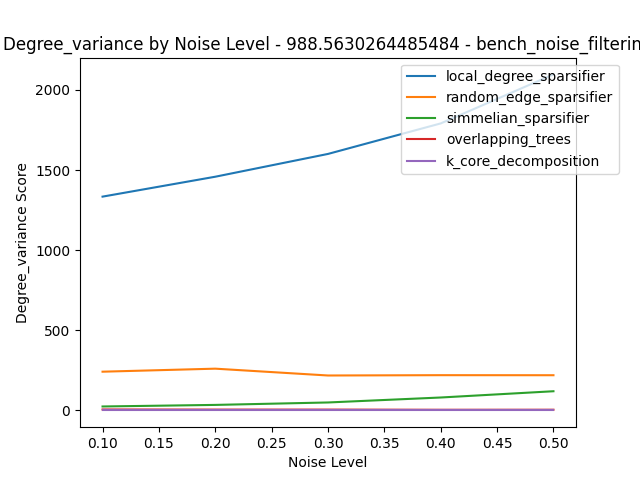 Degree_variance by Noise Level - 988.5630264485484 - bench_noise_filterin
local_degree_sparsifier
random_edge_sparsifier
simmelian_sparsifier
overlapping_trees
k_core_decomposition
Degree_variance Score
2000
1500
1000
500
0
0.10 0.15 0.20 0.25 0.30 0.35 0.40 0.45 0.50
Noise Level